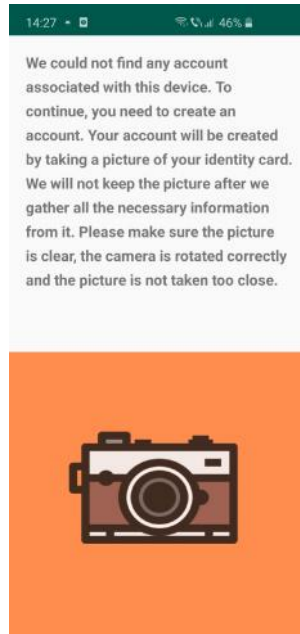 14:27
46%
We could not find any account
associated with this device. To
continue, you need to create an
account. Your account will be created
by taking a picture of your identity card.
We will not keep the picture after we
gather all the necessary information
from it. Please make sure the picture
is clear, the camera is rotated correctly
and the picture is not taken too close.